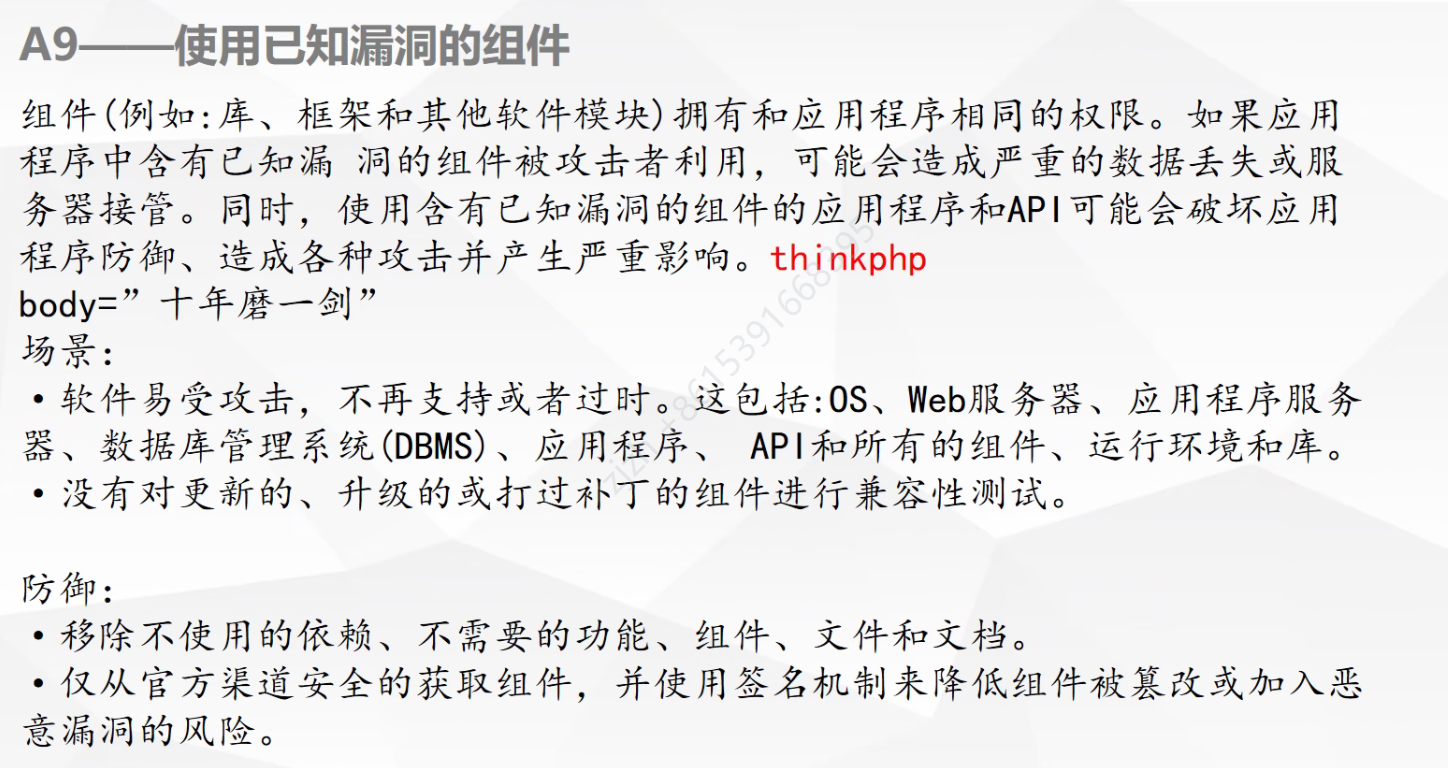 A9——使用已知漏洞的组件
组件(例如:库、框架和其他软件模块)拥有和应用程序相同的权限。如果应用
程序中含有已知漏 洞的组件被攻击者利用，可能会造成严重的数据丢失或服
务器接管。同时，使用含有已知漏洞的组件的应用程序和API可能会破坏应用
程序防御、造成各种攻击并产生严重影响。thinkphp
body=”十年磨一剑”
场景:
•软件易受攻击，不再支持或者过时。这包括:OS、Web服务器、应用程序服务
器、数据库管理系统(DBMS)、应用程序、 API和所有的组件、运行环境和库。
•没有对更新的、升级的或打过补丁的组件进行兼容性测试。
防御:
•移除不使用的依赖、不需要的功能、组件、文件和文档。
•仅从官方渠道安全的获取组件，并使用签名机制来降低组件被篡改或加入恶
意漏洞的风险。